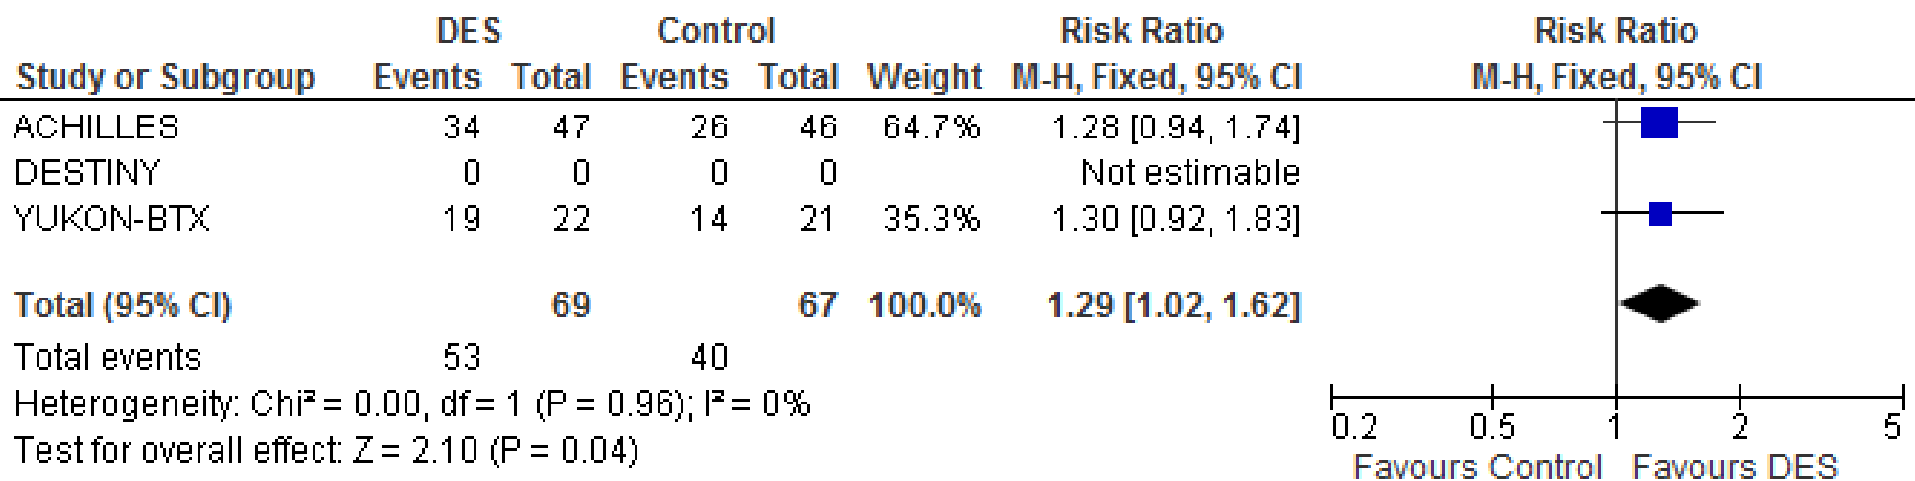 DES Control Risk Ratio Risk Ratio
Study or Subgroup Events Total Events Total Weight M-H, Fixed, 95% CI M-H, Fixed, 95% CI
ACHILLES 34 47 26 46 64.7% 1.28 [0.94, 1.74]
DESTINY 0 0 0 0 Not estimable
YUKON-BTX 19 22 14 21 35.3% 1.30 [0.92, 1.83]
Total (95% CI) 69 67 100.0% 1.29 [1.02, 1.62]
Total events 53 40
Heterogeneity: Chi² = 0.00, df = 1 (P = 0.96); I² = 0%
Test for overall effect: Z = 2.10 (P = 0.04)
0.2 0.5 1 2 5
Favours Control Favours DES